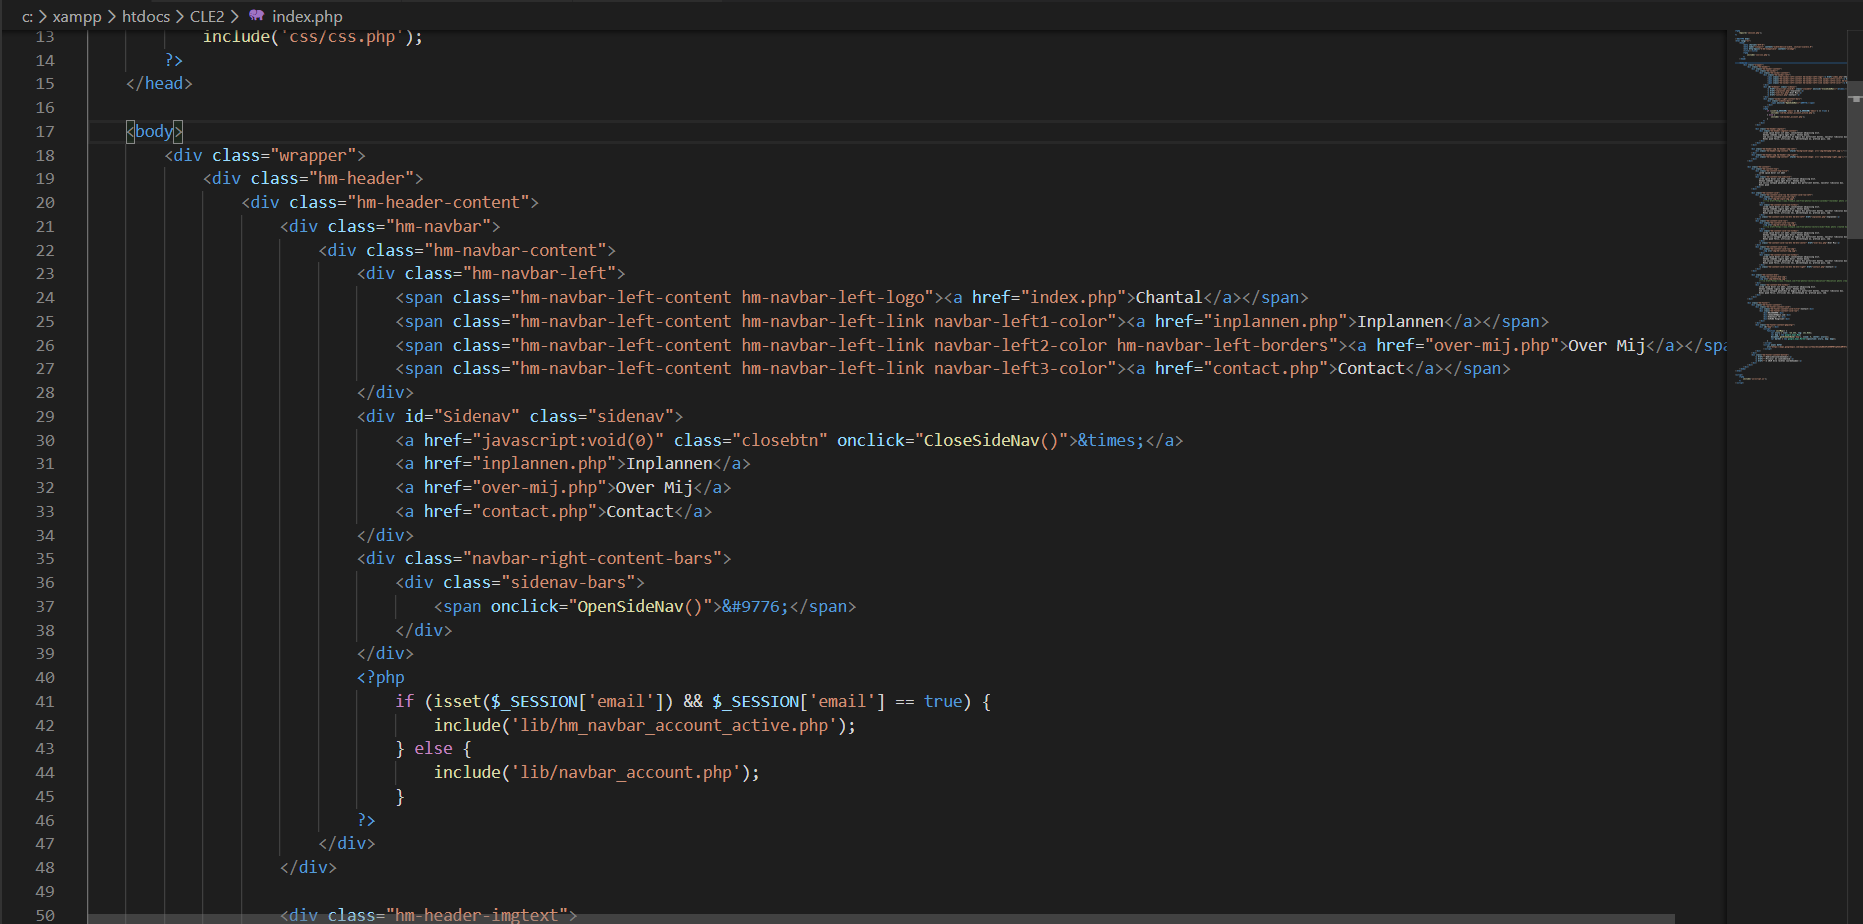 c: > xampp > htdocs > CLE2 > index.php
13 include('css/css.php');
14 ?>
15 </head>
16
17 <body>
18 <div class="wrapper">
19 <div class="hm-header">
20 <div class="hm-header-content">
21 <div class="hm-navbar">
22 <div class="hm-navbar-content">
23 <div class="hm-navbar-left">
24 <span class="hm-navbar-left-content hm-navbar-left-logo"><a href="index.php">Chantal</a></span>
25 <span class="hm-navbar-left-content hm-navbar-left-link navbar-left1-color"><a href="inplannen.php">Inplannen</a></span>
26 <span class="hm-navbar-left-content hm-navbar-left-link navbar-left2-color hm-navbar-left-borders"><a href="over-mij.php">Over Mij</a></spa
27 <span class="hm-navbar-left-content hm-navbar-left-link navbar-left3-color"><a href="contact.php">Contact</a></span>
28 </div>
29 <div id="Sidenav" class="sidenav">
30 <a href="javascript:void(0)" class="closebtn" onclick="CloseSideNav()">&times;</a>
31 <a href="inplannen.php">Inplannen</a>
32 <a href="over-mij.php">Over Mij</a>
33 <a href="contact.php">Contact</a>
34 </div>
35 <div class="navbar-right-content-bars">
36 <div class="sidenav-bars">
37 <span onclick="OpenSideNav()">&#9776;</span>
38 </div>
39 </div>
40 <?php
41 if (isset($_SESSION['email']) && $_SESSION['email'] == true) {
42 include('lib/hm_navbar_account_active.php');
43 } else {
44 include('lib/navbar_account.php');
45 }
46 ?>
47 </div>
48 </div>
49
50 <div class="hm-header-imgtext">